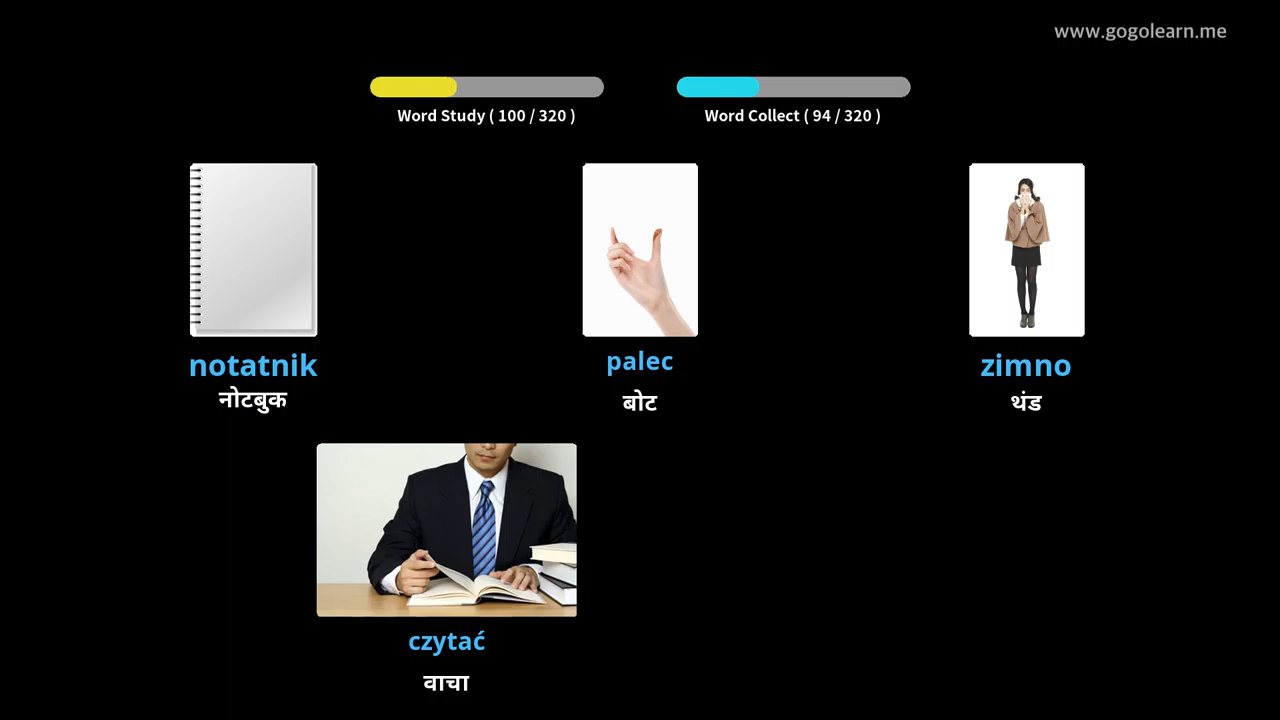 www.gogolearn.me
Word Study ( 100 / 320 )
Word Collect ( 94 / 320 )
notatnik
नोटबुक
palec
बोट
zimno
थंड
czytać
वाचा